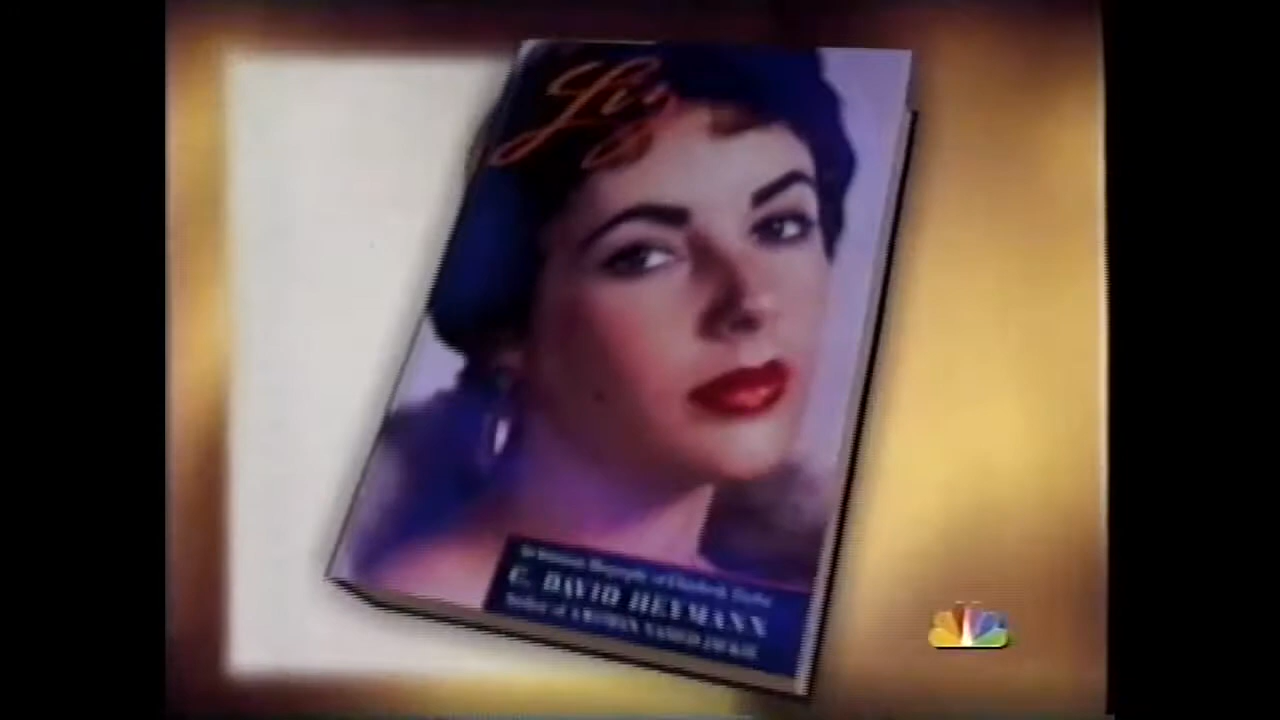 Liz
An Intimate Biography of Elizabeth Taylor
C. DAVID HEYMANN
Author of A WOMAN NAMED JACKIE